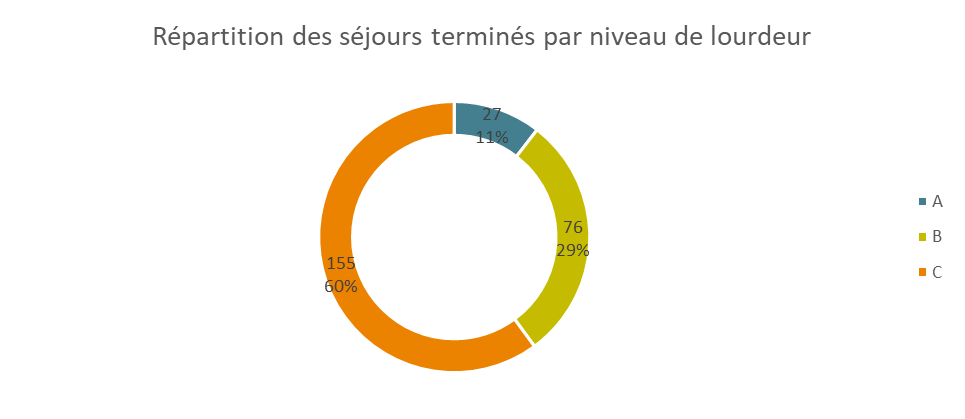 Répartition des séjours terminés par niveau de lourdeur
27
11%
76
29%
155
60%
A
B
C